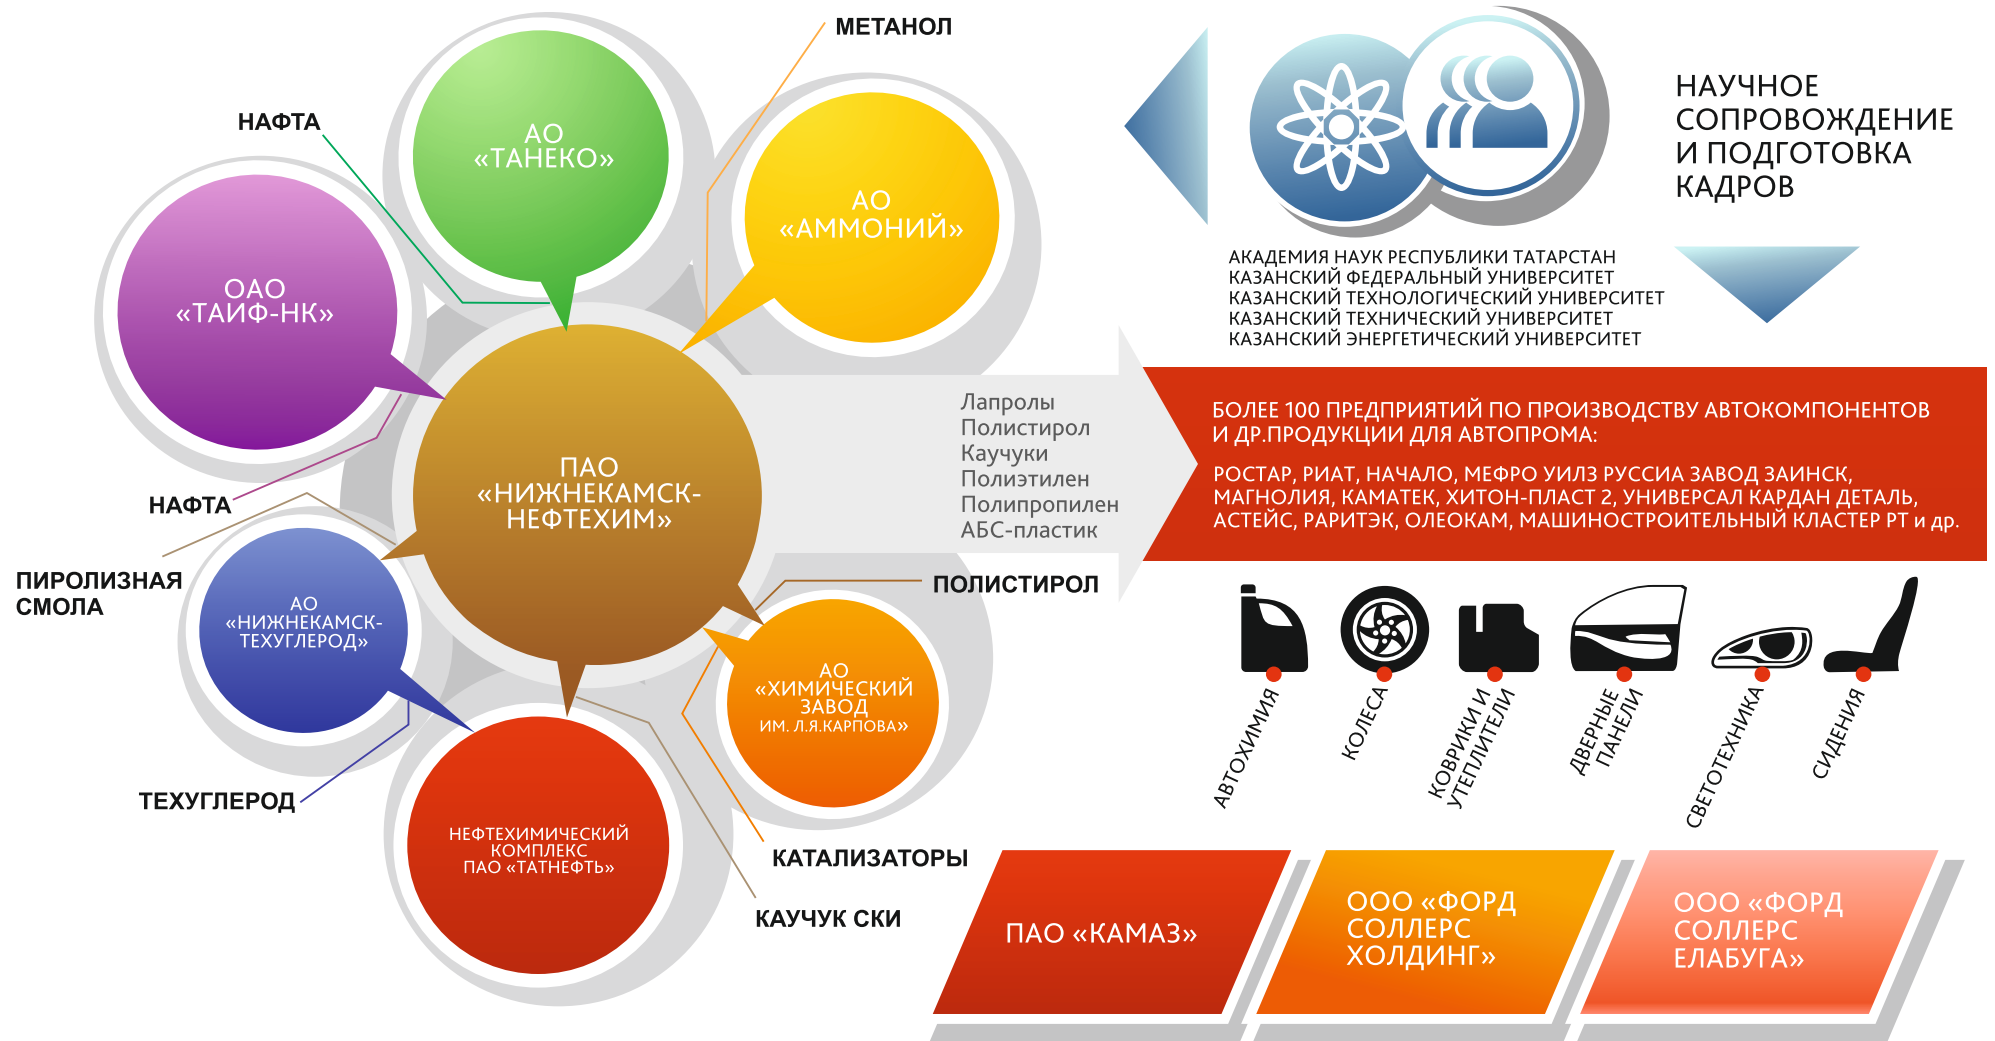 МЕТАНОЛ
НАФТА
АО
«ТАНЕКО»
АО
«АММОНИЙ»
ОАО
«ТАИФ-НК»
ПАО
«НИЖНЕКАМСК-
НЕФТЕХИМ»
НАФТА
ПИРОЛИЗНАЯ
СМОЛА
АО
«НИЖНЕКАМСК-
ТЕХУГЛЕРОД»
ТЕХУГЛЕРОД
НЕФТЕХИМИЧЕСКИЙ
КОМПЛЕКС
ПАО «ТАТНЕФТЬ»
АО
«ХИМИЧЕСКИЙ
ЗАВОД
ИМ. Л.Я.КАРПОВА»
ПОЛИСТИРОЛ
КАТАЛИЗАТОРЫ
КАУЧУК СКИ
Лапролы
Полистирол
Каучуки
Полиэтилен
Полипропилен
АБС-пластик
НАУЧНОЕ
СОПРОВОЖДЕНИЕ
И ПОДГОТОВКА
КАДРОВ
АКАДЕМИЯ НАУК РЕСПУБЛИКИ ТАТАРСТАН
КАЗАНСКИЙ ФЕДЕРАЛЬНЫЙ УНИВЕРСИТЕТ
КАЗАНСКИЙ ТЕХНОЛОГИЧЕСКИЙ УНИВЕРСИТЕТ
КАЗАНСКИЙ ТЕХНИЧЕСКИЙ УНИВЕРСИТЕТ
КАЗАНСКИЙ ЭНЕРГЕТИЧЕСКИЙ УНИВЕРСИТЕТ
БОЛЕЕ 100 ПРЕДПРИЯТИЙ ПО ПРОИЗВОДСТВУ АВТОКОМПОНЕНТОВ
И ДР.ПРОДУКЦИИ ДЛЯ АВТОПРОМА:
РОСТАР, РИАТ, НАЧАЛО, МЕФРО УИЛЗ РУССИА ЗАВОД ЗАИНСК,
МАГНОЛИЯ, КАМАТЕК, ХИТОН-ПЛАСТ 2, УНИВЕРСАЛ КАРДАН ДЕТАЛЬ,
АСТЕЙС, РАРИТЭК, ОЛЕОКАМ, МАШИНОСТРОИТЕЛЬНЫЙ КЛАСТЕР РТ и др.
АВТОХИМИЯ
КОЛЕСА
КОВРИКИ И
УТЕПЛИТЕЛИ
ДВЕРНЫЕ
ПАНЕЛИ
СВЕТОТЕХНИКА
СИДЕНИЯ
ПАО «КАМАЗ»
ООО «ФОРД
СОЛЛЕРС
ХОЛДИНГ»
ООО «ФОРД
СОЛЛЕРС
ЕЛАБУГА»